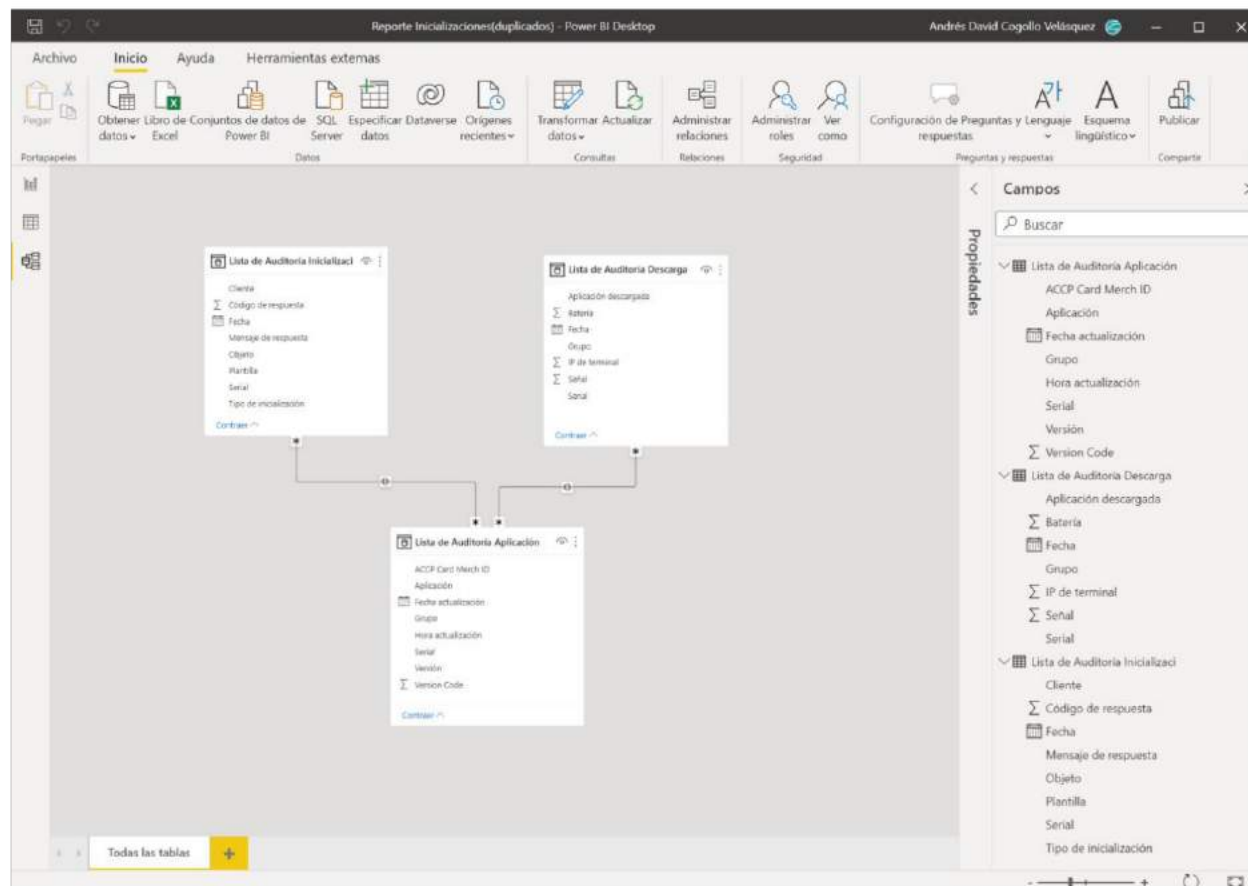 Reporte Inicializaciones(duplicados) - Power BI Desktop
Andrés David Cogollo Velásquez
Archivo Inicio Ayuda Herramientas externas
Pegar
Obtener datos
Libro de Excel
Conjuntos de datos de Power BI
SQL Server
Especificar datos
Dataverse
Orígenes recientes
Transformar datos
Actualizar
Administrar relaciones
Administrar roles
Ver como
Configuración de Preguntas y respuestas
Lenguaje
Esquema lingüístico
Publicar
Portapapeles
Datos
Consultas
Relaciones
Seguridad
Preguntas y respuestas
Compartir
Lista de Auditoria Inicializaci
Cliente
Código de respuesta
Fecha
Mensaje de respuesta
Objeto
Plantilla
Serial
Tipo de inicialización
Contraer
Lista de Auditoria Descarga
Aplicación descargada
Batería
Fecha
Grupo
IP de terminal
Señal
Serial
Contraer
Lista de Auditoría Aplicación
ACCP Card Merch ID
Aplicación
Fecha actualización
Grupo
Hora actualización
Serial
Versión
Version Code
Contraer
Propiedades
Campos
Buscar
Lista de Auditoría Aplicación
ACCP Card Merch ID
Aplicación
Fecha actualización
Grupo
Hora actualización
Serial
Versión
Version Code
Lista de Auditoria Descarga
Aplicación descargada
Batería
Fecha
Grupo
IP de terminal
Señal
Serial
Lista de Auditoria Inicializaci
Cliente
Código de respuesta
Fecha
Mensaje de respuesta
Objeto
Plantilla
Serial
Tipo de inicialización
Todas las tablas